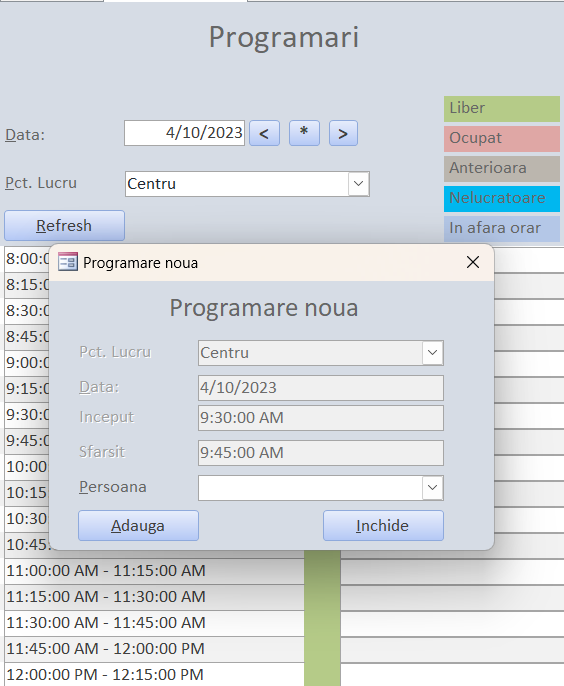 Programari
Data: 4/10/2023 < * >
Pct. Lucru Centru
Refresh
Liber
Ocupat
Anterioara
Nelucratoare
In afara orar
8:00:0
8:15:0
8:30:0
8:45:0
9:00:0
9:15:0
9:30:0
9:45:0
10:00:
10:15:
10:30:
10:45:
Programare noua
Programare noua
Pct. Lucru Centru
Data: 4/10/2023
Inceput 9:30:00 AM
Sfarsit 9:45:00 AM
Persoana
Adauga Inchide
11:00:00 AM - 11:15:00 AM
11:15:00 AM - 11:30:00 AM
11:30:00 AM - 11:45:00 AM
11:45:00 AM - 12:00:00 PM
12:00:00 PM - 12:15:00 PM